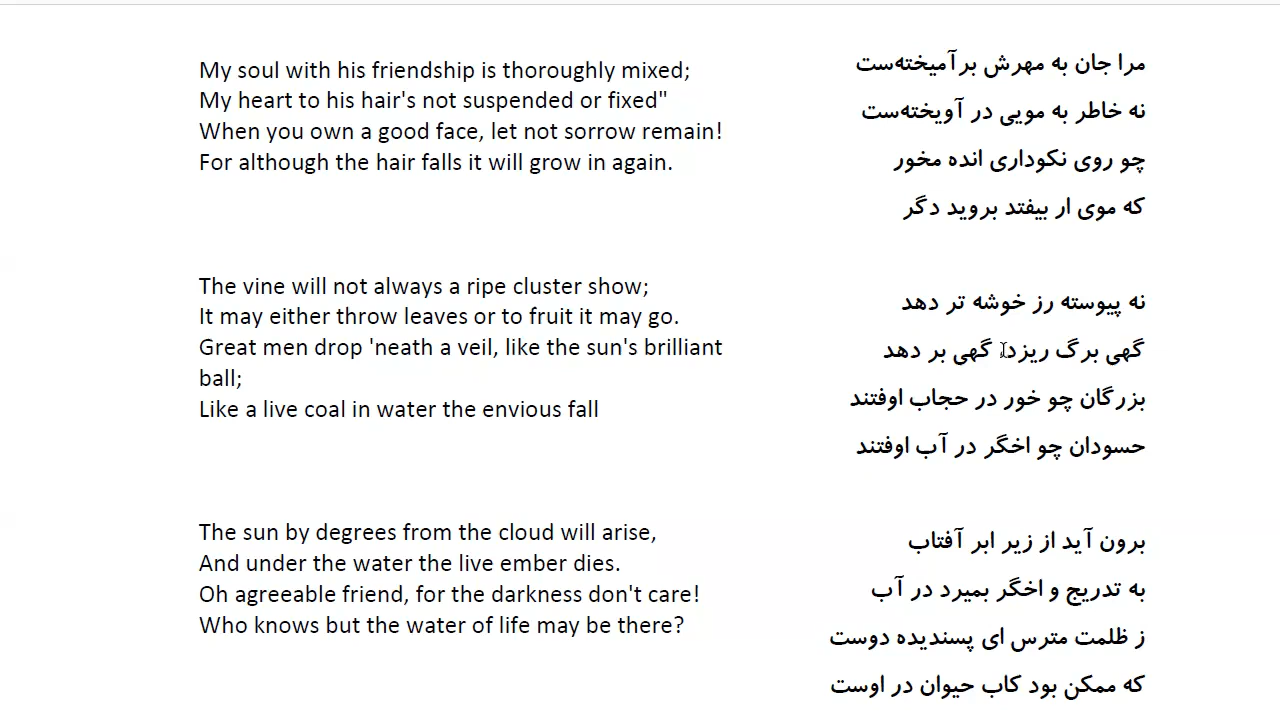 My soul with his friendship is thoroughly mixed;
My heart to his hair's not suspended or fixed"
When you own a good face, let not sorrow remain!
For although the hair falls it will grow in again.
مرا جان به مهرش برآمیخته‌ست
نه خاطر به مویی در آویخته‌ست
چو روی نکوداری انده مخور
که موی ار بیفتد بروید دگر
The vine will not always a ripe cluster show;
It may either throw leaves or to fruit it may go.
Great men drop 'neath a veil, like the sun's brilliant
ball;
Like a live coal in water the envious fall
نه پیوسته رز خوشه تر دهد
گهی برگ ریزد، گهی بر دهد
بزرگان چو خور در حجاب اوفتند
حسودان چو اخگر در آب اوفتند
The sun by degrees from the cloud will arise,
And under the water the live ember dies.
Oh agreeable friend, for the darkness don't care!
Who knows but the water of life may be there?
برون آید از زیر ابر آفتاب
به تدریج و اخگر بمیرد در آب
ز ظلمت مترس ای پسندیده دوست
که ممکن بود کاب حیوان در اوست